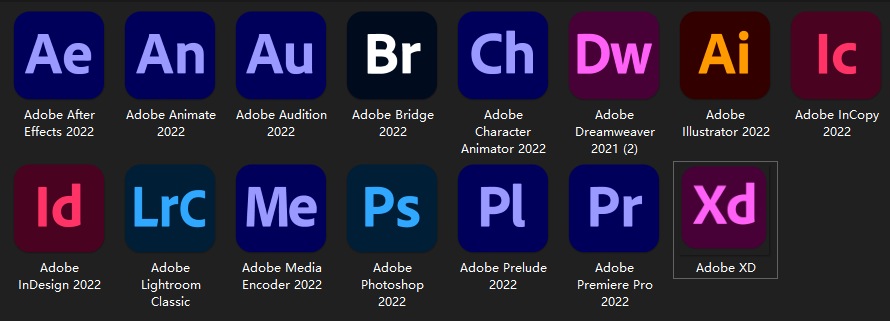 Ae An Au Br Ch Dw Ai Ic
Adobe After Adobe Animate Adobe Audition Adobe Bridge Adobe Adobe Adobe Adobe InCopy
Effects 2022 2022 2022 2022 Character Dreamweaver Illustrator 2022 2022
Animator 2022 2021 (2)
Id LrC Me Ps Pl Pr Xd
Adobe Adobe Adobe Media Adobe Adobe Prelude Adobe Adobe XD
InDesign 2022 Lightroom Encoder 2022 Photoshop 2022 Premiere Pro
Classic 2022 2022